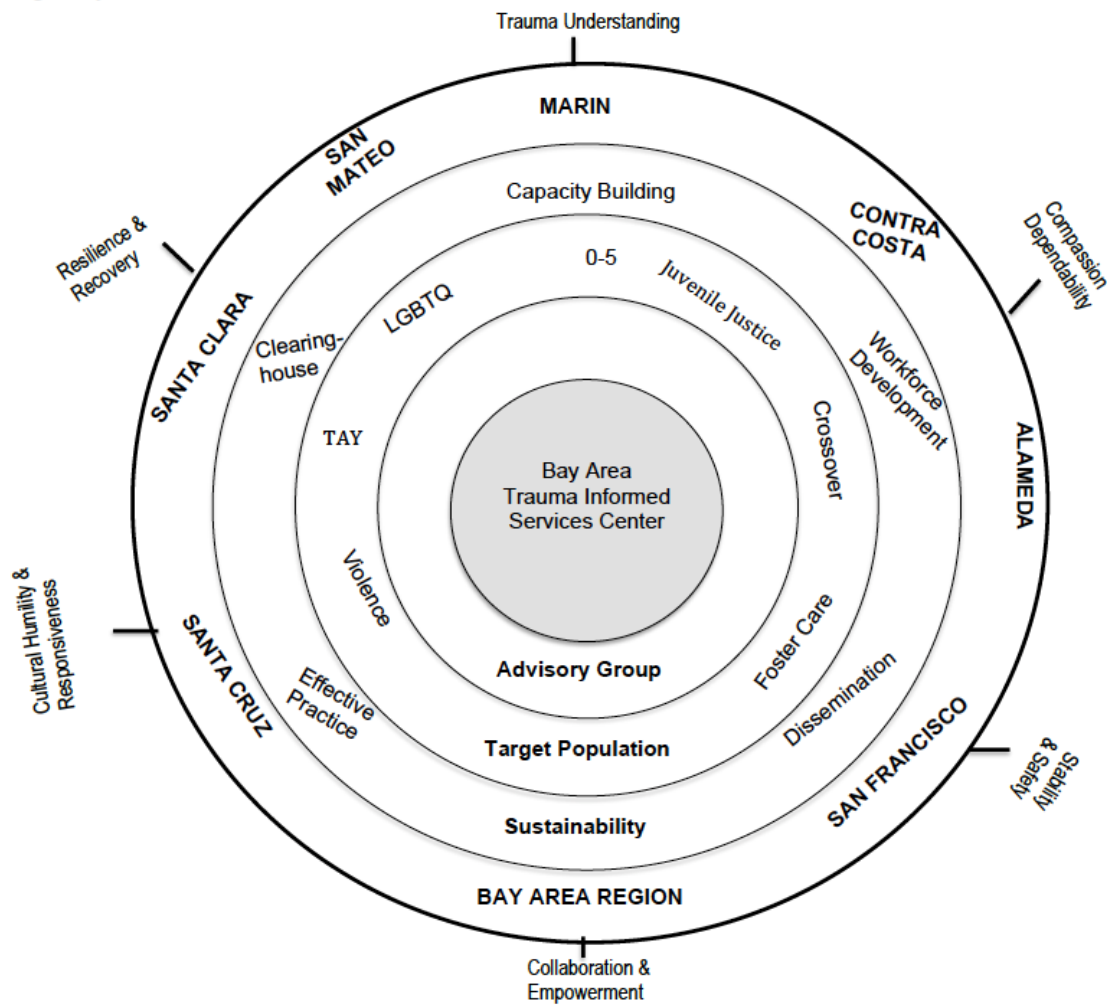 Trauma Understanding
MARIN
SAN
MATEO
CONTRA
COSTA
Compassion
Dependability
Resilience &
Recovery
Capacity Building
0-5
Juvenile Justice
LGBTQ
Clearing-
house
SANTA CLARA
Workforce
Development
Crossover
ALAMEDA
TAY
Bay Area
Trauma Informed
Services Center
Violence
Cultural Humility &
Responsiveness
SANTA CRUZ
Effective
Practice
Advisory Group
Foster Care
Dissemination
SAN FRANCISCO
Stability
& Safety
Target Population
Sustainability
BAY AREA REGION
Collaboration &
Empowerment